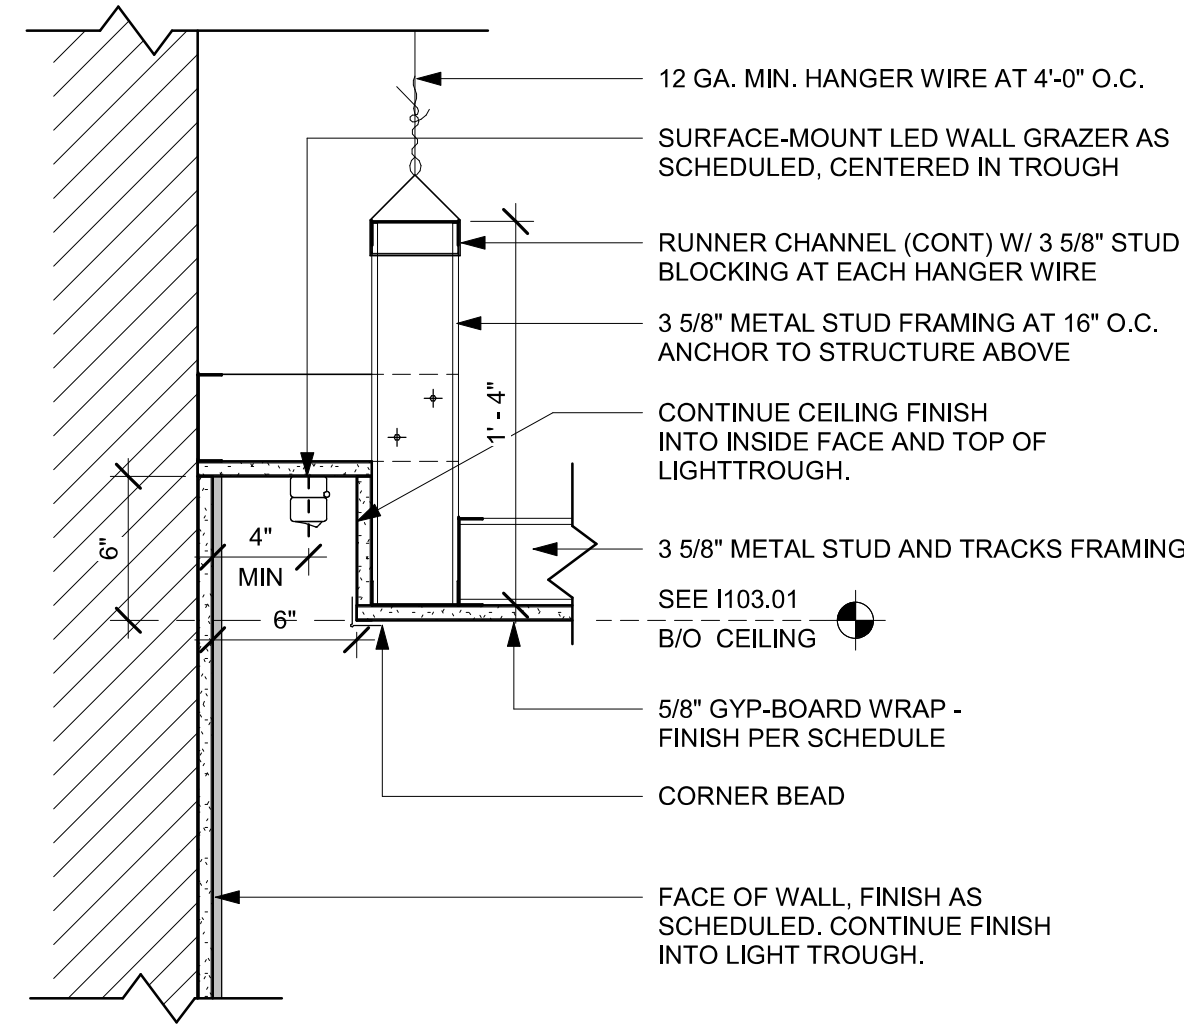 12 GA. MIN. HANGER WIRE AT 4'-0" O.C.
SURFACE-MOUNT LED WALL GRAZER AS
SCHEDULED, CENTERED IN TROUGH
RUNNER CHANNEL (CONT) W/ 3 5/8" STUD
BLOCKING AT EACH HANGER WIRE
3 5/8" METAL STUD FRAMING AT 16" O.C.
ANCHOR TO STRUCTURE ABOVE
1' - 4"
CONTINUE CEILING FINISH
INTO INSIDE FACE AND TOP OF
LIGHTTROUGH.
6"
4"
MIN
6"
3 5/8" METAL STUD AND TRACKS FRAMING
SEE I103.01
B/O CEILING
5/8" GYP-BOARD WRAP -
FINISH PER SCHEDULE
CORNER BEAD
FACE OF WALL, FINISH AS
SCHEDULED. CONTINUE FINISH
INTO LIGHT TROUGH.